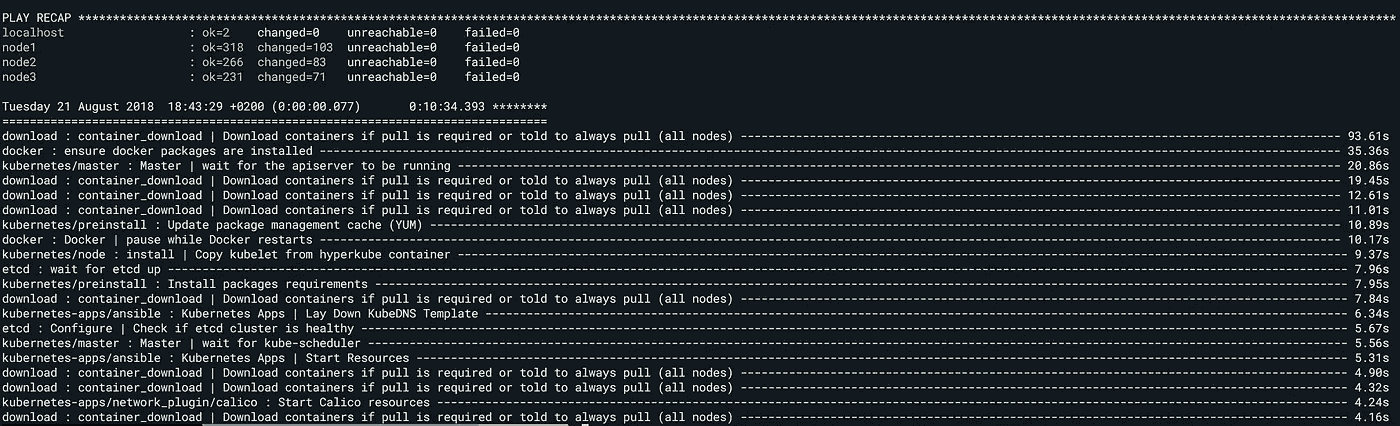 PLAY RECAP ****************************************************************************************************************************************************************************************
localhost                  : ok=2    changed=0    unreachable=0    failed=0
node1                      : ok=318  changed=103  unreachable=0    failed=0
node2                      : ok=266  changed=83   unreachable=0    failed=0
node3                      : ok=231  changed=71   unreachable=0    failed=0
Tuesday 21 August 2018  18:43:29 +0200 (0:00:00.077)       0:10:34.393 ********
===============================================================================
download : container_download | Download containers if pull is required or told to always pull (all nodes) --------------------------------------------------------------------------------------- 93.61s
docker : ensure docker packages are installed ---------------------------------------------------------------------------------------------------------------------------------------------------- 35.36s
kubernetes/master : Master | wait for the apiserver to be running -------------------------------------------------------------------------------------------------------------------------------- 20.86s
download : container_download | Download containers if pull is required or told to always pull (all nodes) --------------------------------------------------------------------------------------- 19.45s
download : container_download | Download containers if pull is required or told to always pull (all nodes) --------------------------------------------------------------------------------------- 12.61s
download : container_download | Download containers if pull is required or told to always pull (all nodes) --------------------------------------------------------------------------------------- 11.01s
kubernetes/preinstall : Update package management cache (YUM) ------------------------------------------------------------------------------------------------------------------------------------ 10.89s
docker : Docker | pause while Docker restarts ---------------------------------------------------------------------------------------------------------------------------------------------------- 10.17s
kubernetes/node : install | Copy kubelet from hyperkube container --------------------------------------------------------------------------------------------------------------------------------- 9.37s
etcd : wait for etcd up --------------------------------------------------------------------------------------------------------------------------------------------------------------------------- 7.96s
kubernetes/preinstall : Install packages requirements --------------------------------------------------------------------------------------------------------------------------------------------- 7.95s
download : container_download | Download containers if pull is required or told to always pull (all nodes) ---------------------------------------------------------------------------------------- 7.84s
kubernetes-apps/ansible : Kubernetes Apps | Lay Down KubeDNS Template ----------------------------------------------------------------------------------------------------------------------------- 6.34s
etcd : Configure | Check if etcd cluster is healthy ----------------------------------------------------------------------------------------------------------------------------------------------- 5.67s
kubernetes/master : Master | wait for kube-scheduler ---------------------------------------------------------------------------------------------------------------------------------------------- 5.56s
kubernetes-apps/ansible : Kubernetes Apps | Start Resources --------------------------------------------------------------------------------------------------------------------------------------- 5.31s
download : container_download | Download containers if pull is required or told to always pull (all nodes) ---------------------------------------------------------------------------------------- 4.90s
download : container_download | Download containers if pull is required or told to always pull (all nodes) ---------------------------------------------------------------------------------------- 4.32s
kubernetes-apps/network_plugin/calico : Start Calico resources ------------------------------------------------------------------------------------------------------------------------------------ 4.24s
download : container_download | Download containers if pull is required or told to always pull (all nodes) ---------------------------------------------------------------------------------------- 4.16s